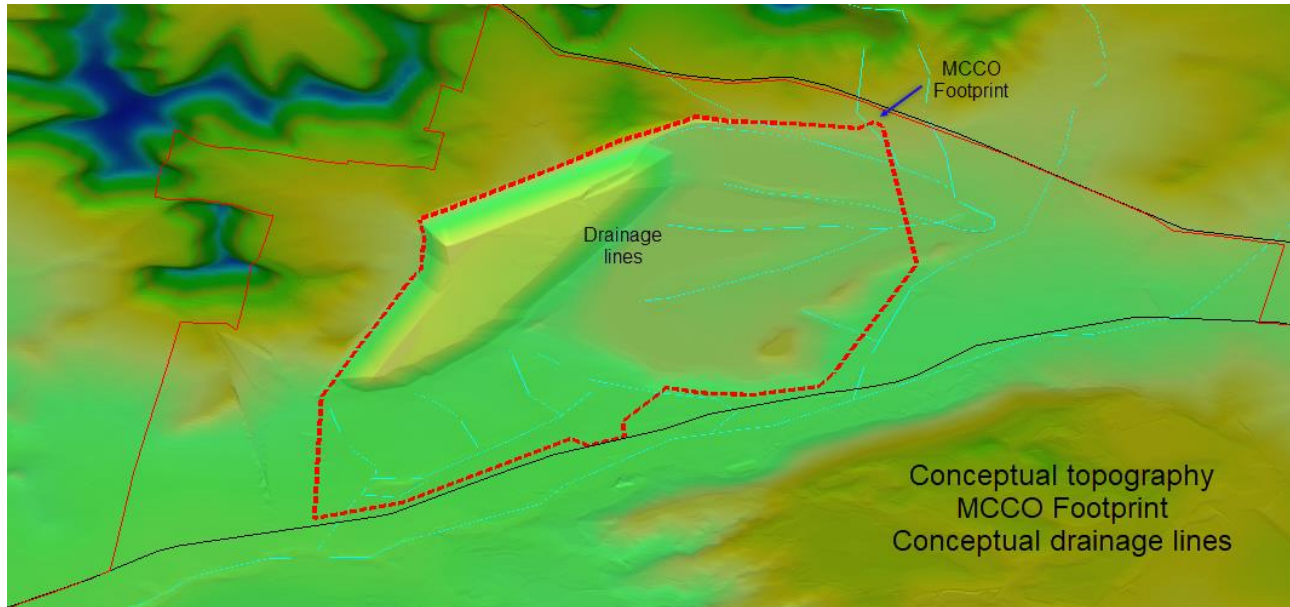 MCCO
Footprint
Drainage
lines
Conceptual topography
MCCO Footprint
Conceptual drainage lines